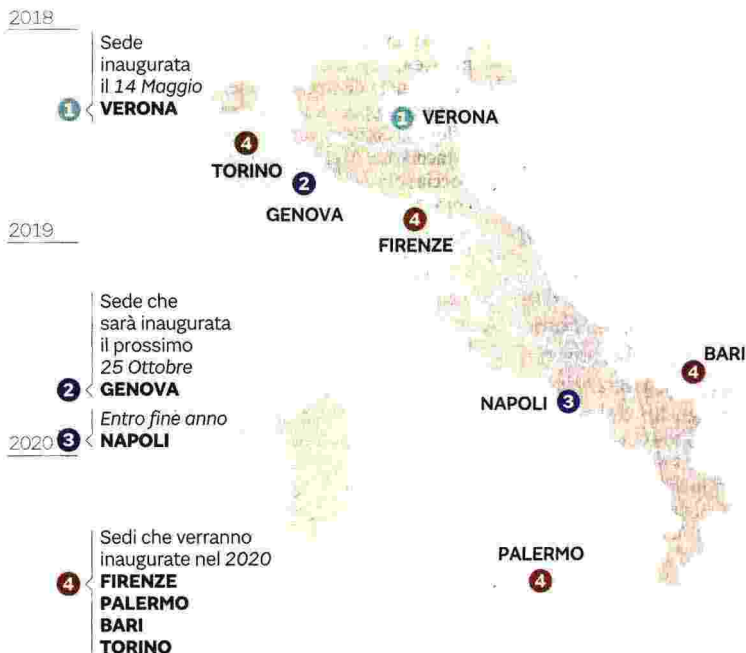 2018
Sede
inaugurata
il 14 Maggio
1 VERONA
2019
Sede che
sarà inaugurata
il prossimo
25 Ottobre
2 GENOVA
Entro fine anno
3 NAPOLI
2020
Sedi che verranno
inaugurate nel 2020
4 FIRENZE
PALERMO
BARI
TORINO
1 VERONA
4
TORINO
2
GENOVA
4
FIRENZE
BARI
4
NAPOLI 3
PALERMO
4